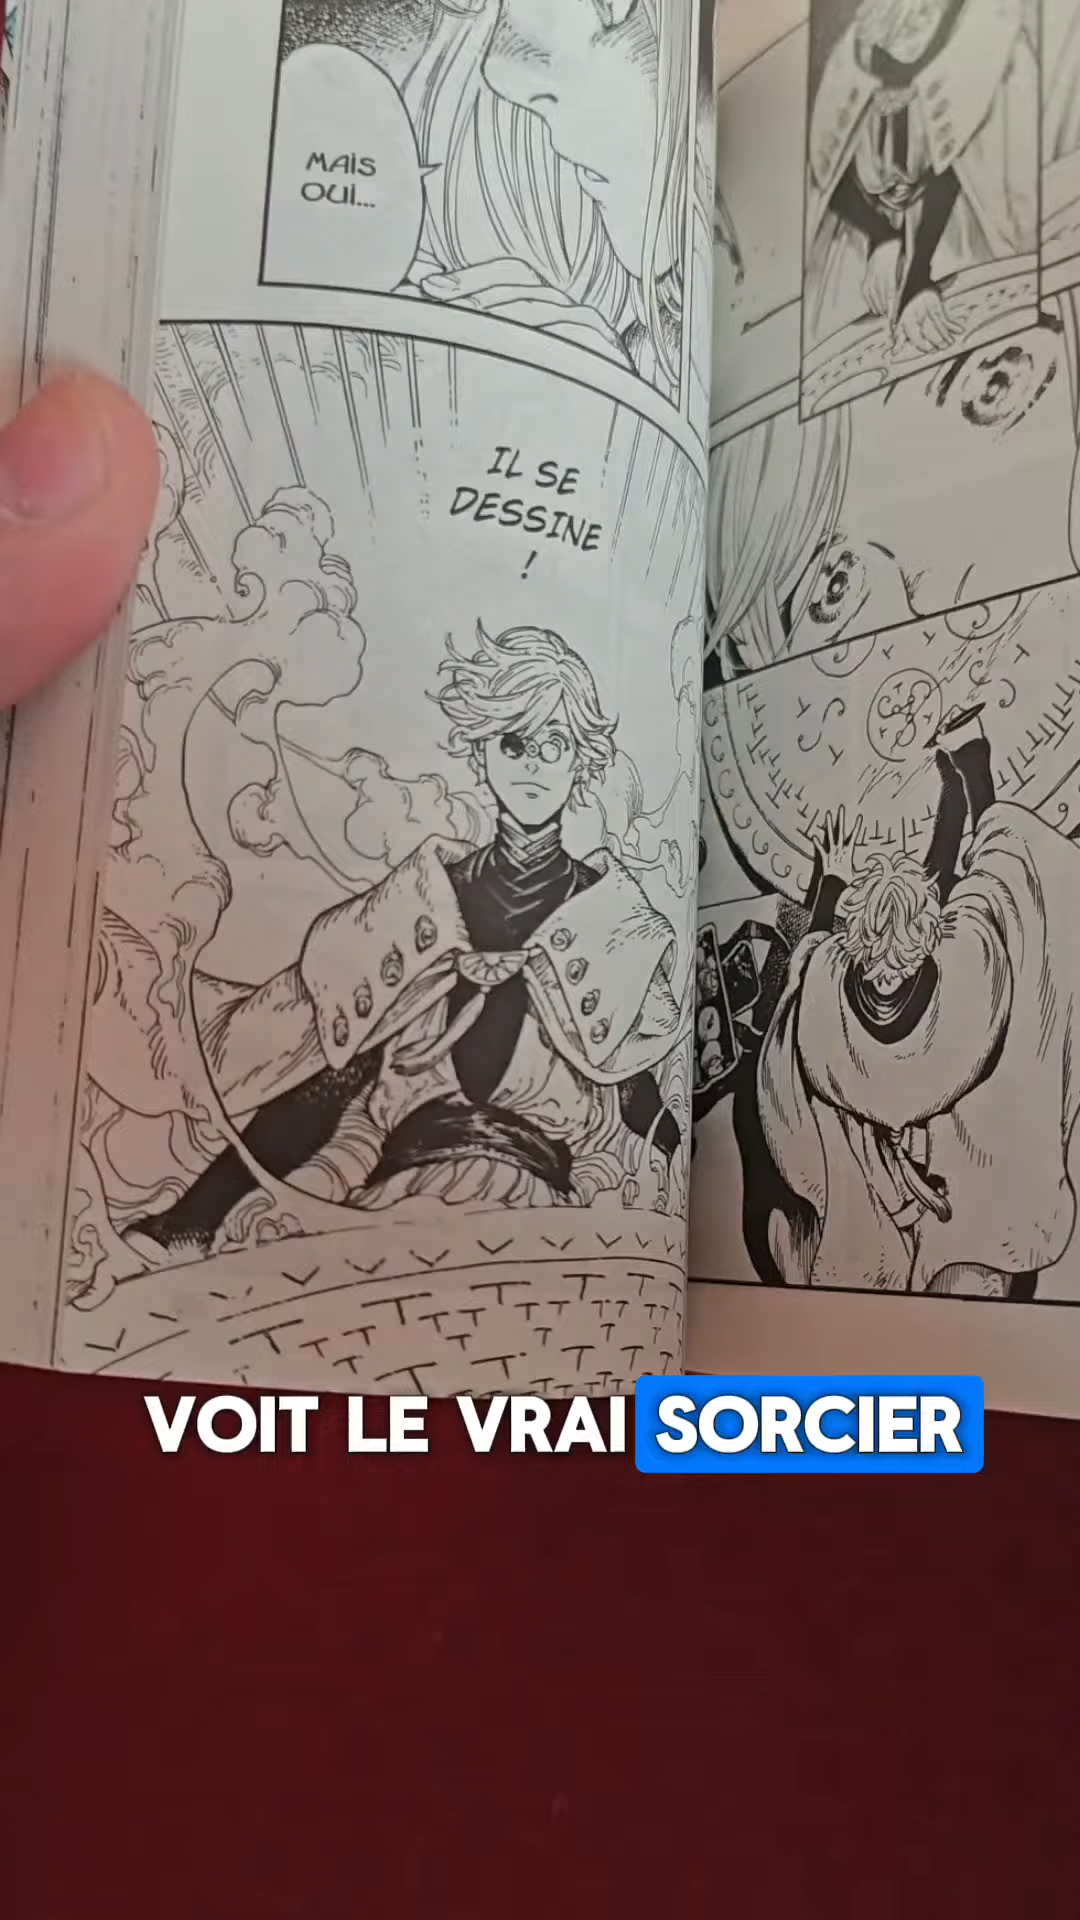 MAIS
OUI...
IL SE
DESSINE
!
VOIT LE VRAI SORCIER